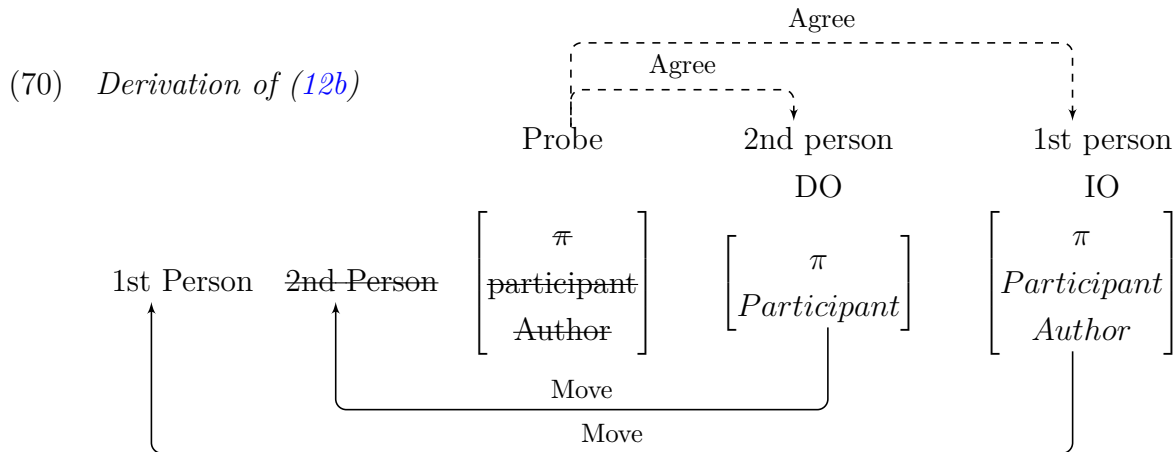 Agree
Agree
(70) Derivation of (12b)
Probe 2nd person 1st person
DO IO
π π
π
1st Person 2nd Person participant Participant
Participant
Author Author
Move
Move